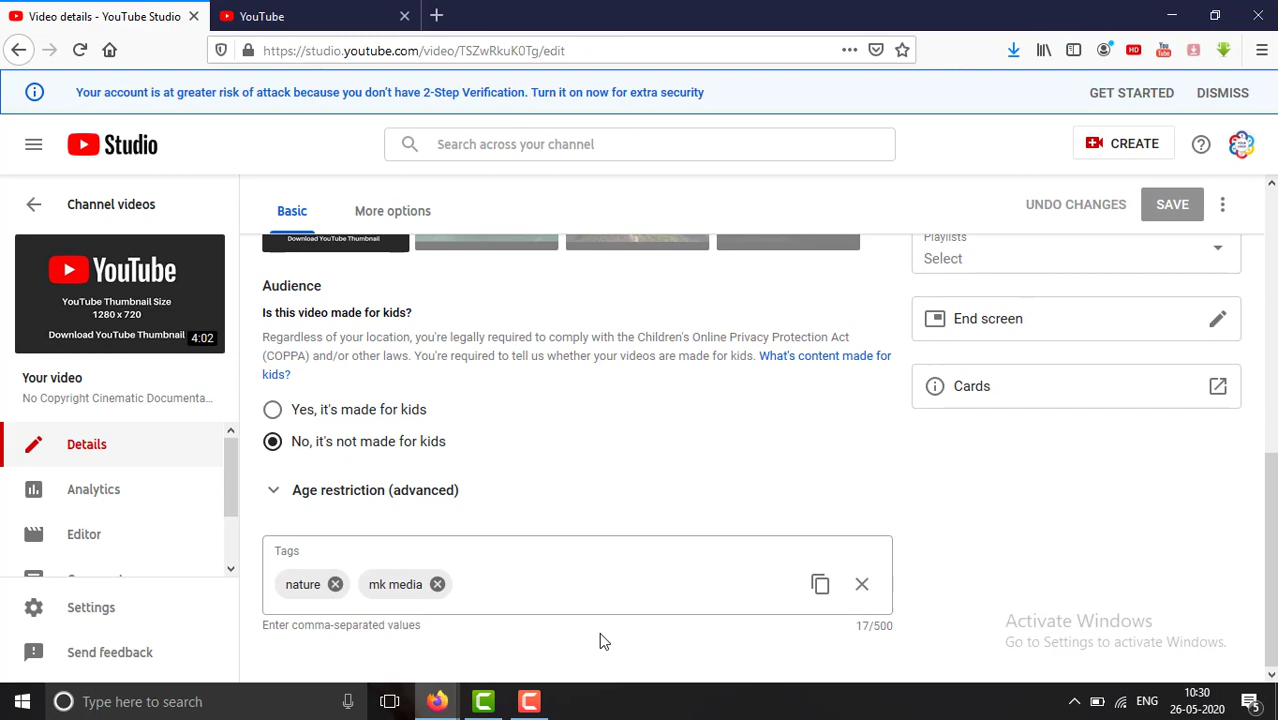 Video details - YouTube Studio
YouTube
https://studio.youtube.com/video/TSZwRkuK0Tg/edit
HD
You Tube
Your account is at greater risk of attack because you don't have 2-Step Verification. Turn it on now for extra security
GET STARTED
DISMISS
Studio
Search across your channel
CREATE
Channel videos
Basic
More options
UNDO CHANGES
SAVE
YouTube
YouTube Thumbnail Size
1280 x 720
Download YouTube Thumbnail
4:02
Your video
No Copyright Cinematic Documenta...
Details
Analytics
Editor
Settings
Send feedback
Download YouTube Thumbnail
Audience
Is this video made for kids?
Regardless of your location, you're legally required to comply with the Children's Online Privacy Protection Act
(COPPA) and/or other laws. You're required to tell us whether your videos are made for kids. What's content made for
kids?
Yes, it's made for kids
No, it's not made for kids
Age restriction (advanced)
Tags
nature
mk media
Enter comma-separated values
17/500
Playlists
Select
End screen
Cards
Activate Windows
Go to Settings to activate Windows.
Type here to search
ENG
10:30
26-05-2020
5